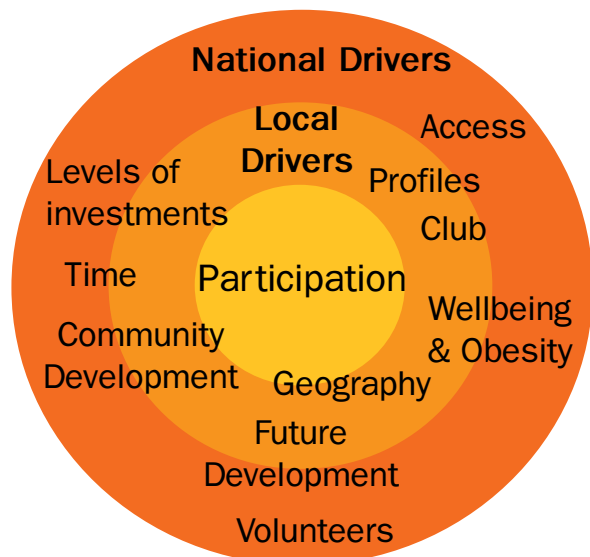 National Drivers
Local
Drivers
Access
Levels of
investments
Profiles
Club
Time
Participation
Wellbeing
& Obesity
Community
Development
Geography
Future
Development
Volunteers